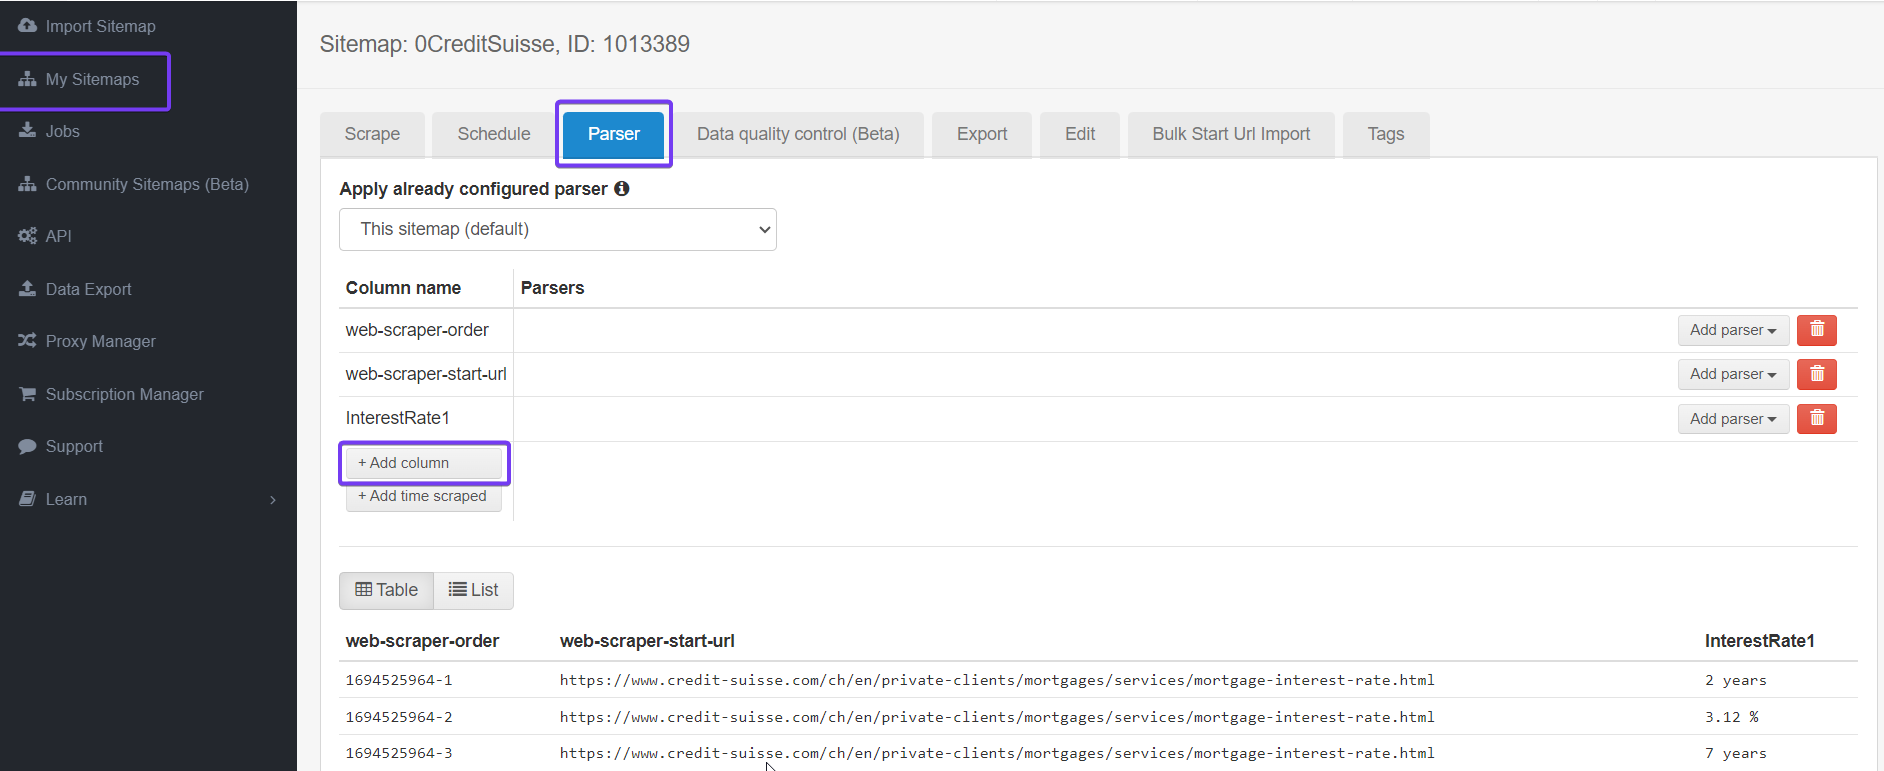 Import Sitemap
My Sitemaps
Jobs
Community Sitemaps (Beta)
API
Data Export
Proxy Manager
Subscription Manager
Support
Learn
Sitemap: 0CreditSuisse, ID: 1013389
Scrape Schedule Parser Data quality control (Beta) Export Edit Bulk Start Url Import Tags
Apply already configured parser
This sitemap (default)
Column name Parsers
web-scraper-order Add parser
web-scraper-start-url Add parser
InterestRate1 Add parser
+ Add column
+ Add time scraped
Table List
web-scraper-order web-scraper-start-url InterestRate1
1694525964-1 https://www.credit-suisse.com/ch/en/private-clients/mortgages/services/mortgage-interest-rate.html 2 years
1694525964-2 https://www.credit-suisse.com/ch/en/private-clients/mortgages/services/mortgage-interest-rate.html 3.12 %
1694525964-3 https://www.credit-suisse.com/ch/en/private-clients/mortgages/services/mortgage-interest-rate.html 7 years